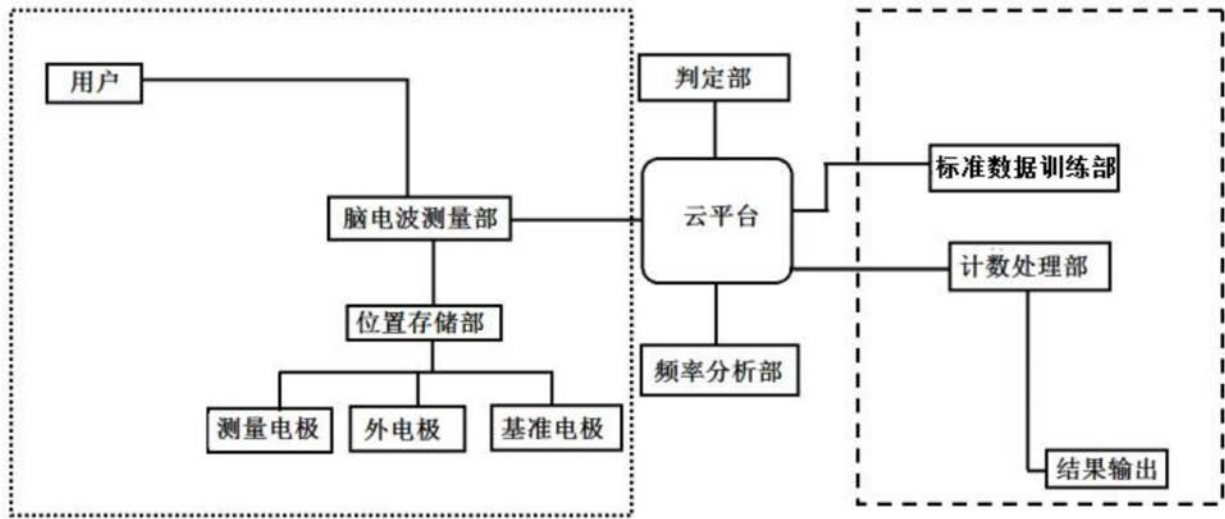 用户
判定部
标准数据训练部
脑电波测量部
云平台
计数处理部
位置存储部
频率分析部
测量电极
外电极
基准电极
结果输出